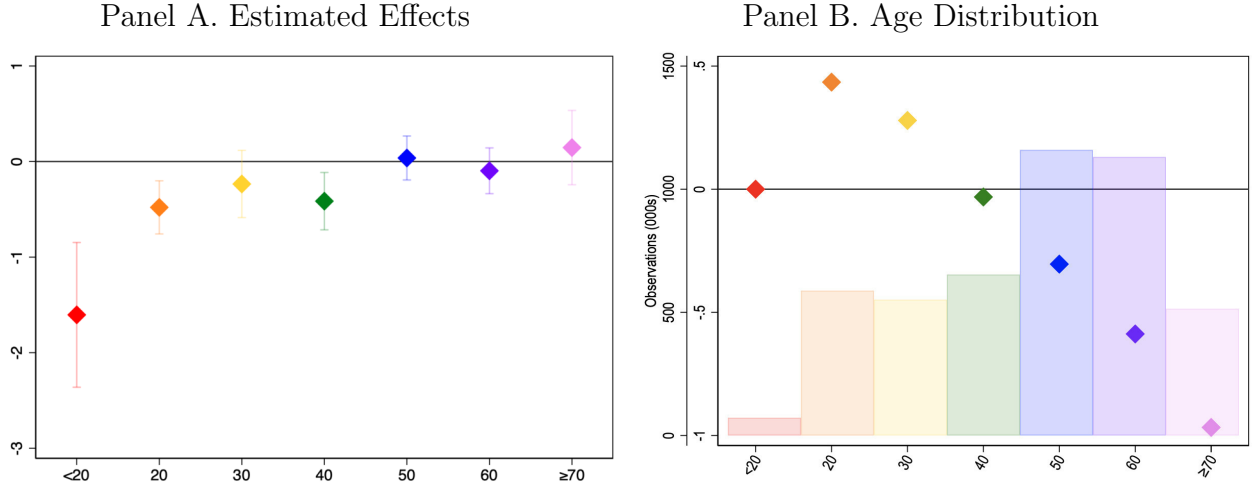 Panel A. Estimated Effects
1
0
-1
-2
-3
<20 20 30 40 50 60 ≥70
Panel B. Age Distribution
Observations (000s)
1500
1000
500
0
.5
0
-.5
-1
<20 20 30 40 50 60 ≥70